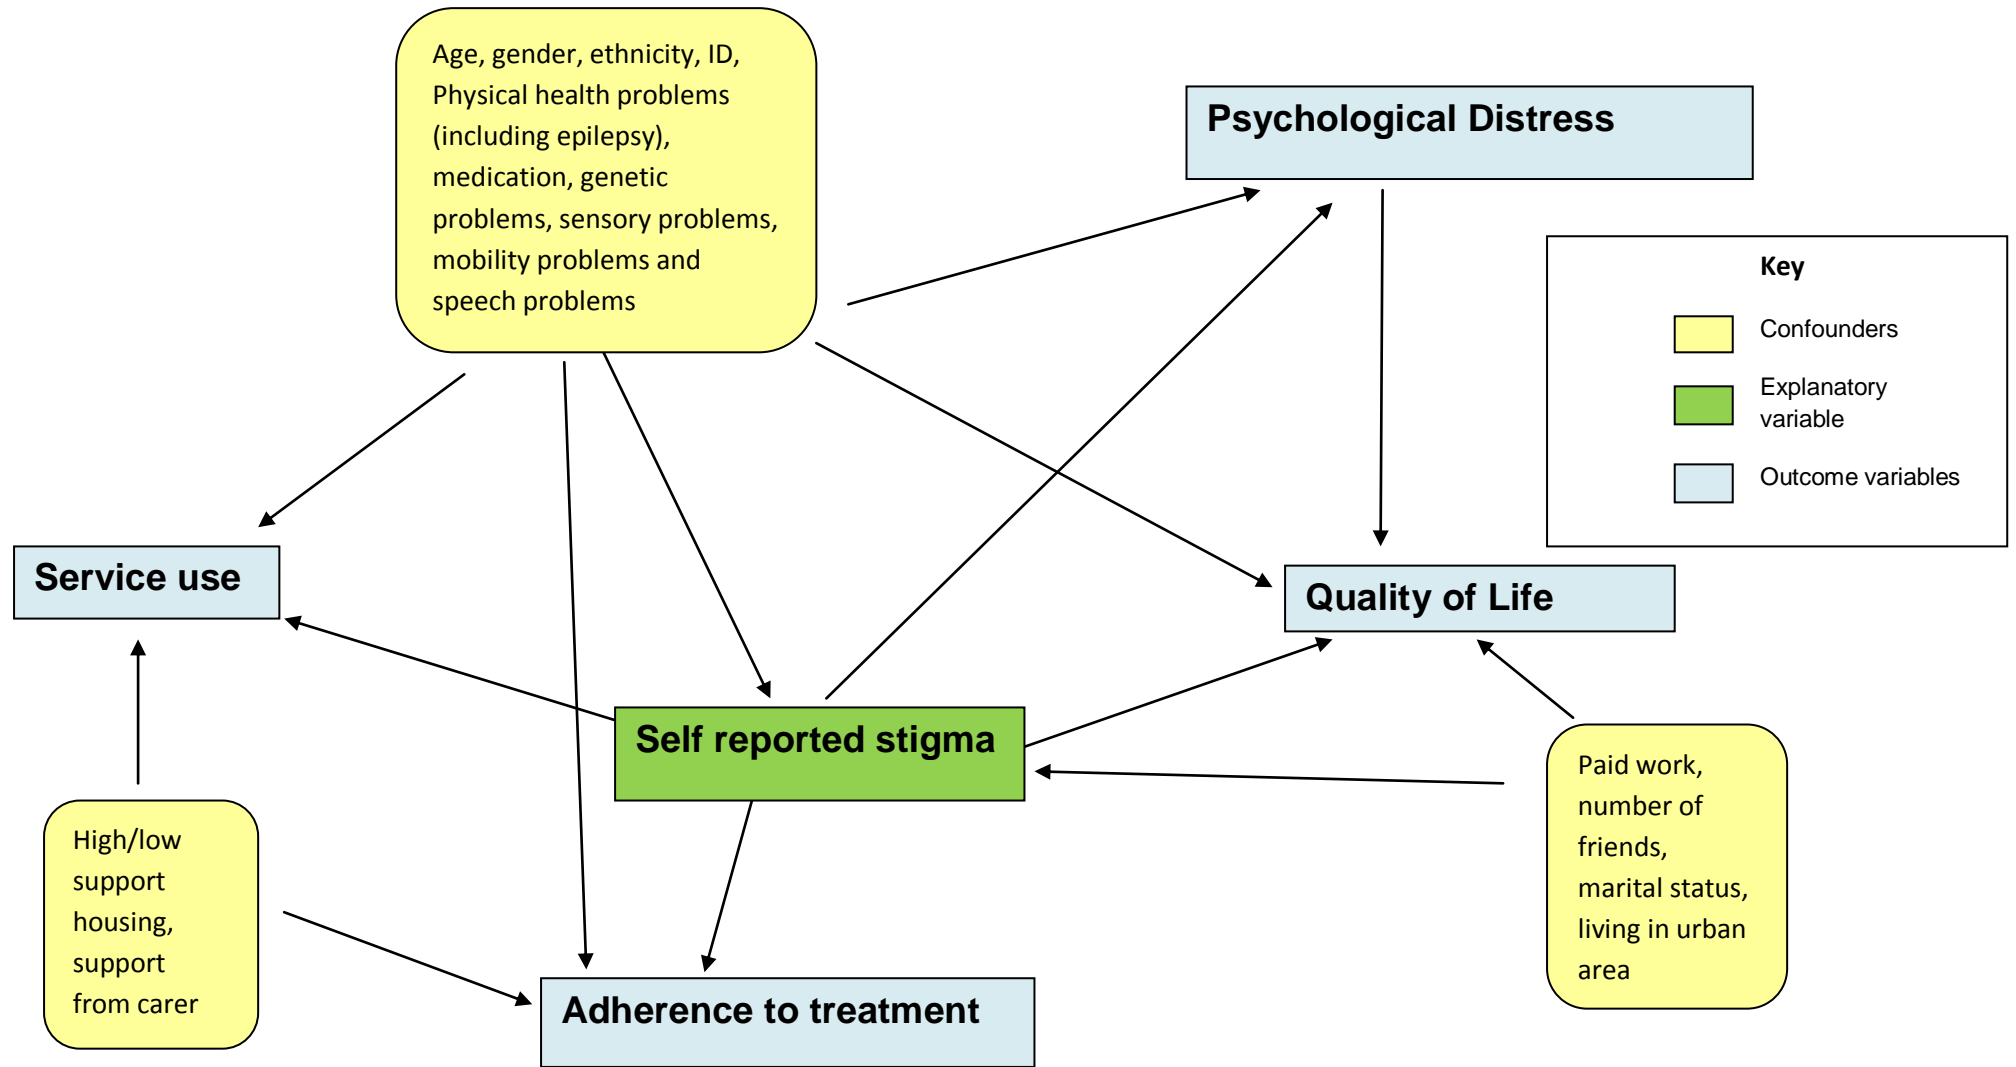 Age, gender, ethnicity, ID,
Physical health problems
(including epilepsy),
medication, genetic
problems, sensory problems,
mobility problems and
speech problems
Psychological Distress
Key
Confounders
Explanatory
variable
Outcome variables
Service use
Quality of Life
Self reported stigma
Paid work,
number of
friends,
marital status,
living in urban
area
High/low
support
housing,
support
from carer
Adherence to treatment